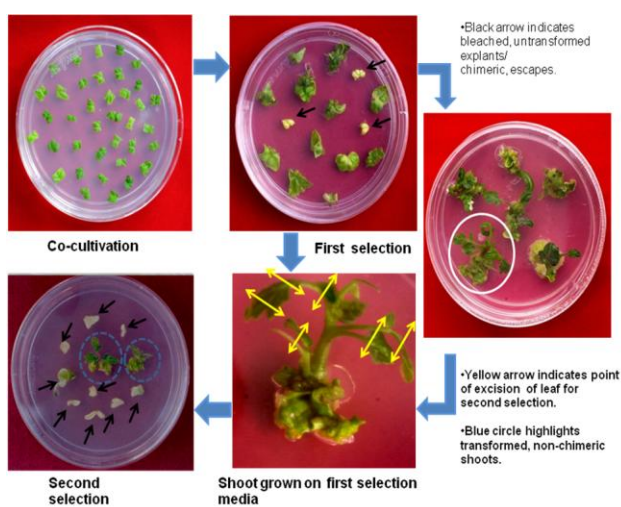 •Black arrow indicates
bleached, untransformed
explants/
chimeric, escapes.
Co-cultivation
First selection
•Yellow arrow indicates point
of excision of leaf for
second selection.
•Blue circle highlights
transformed, non-chimeric
shoots.
Second
selection
Shoot grown on first selection
media